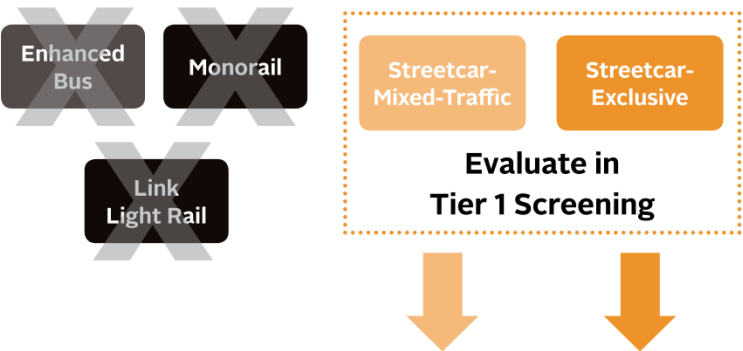 Enhanced
Bus
Monorail
Link
Light Rail
Streetcar-
Mixed-Traffic
Streetcar-
Exclusive
Evaluate in
Tier 1 Screening